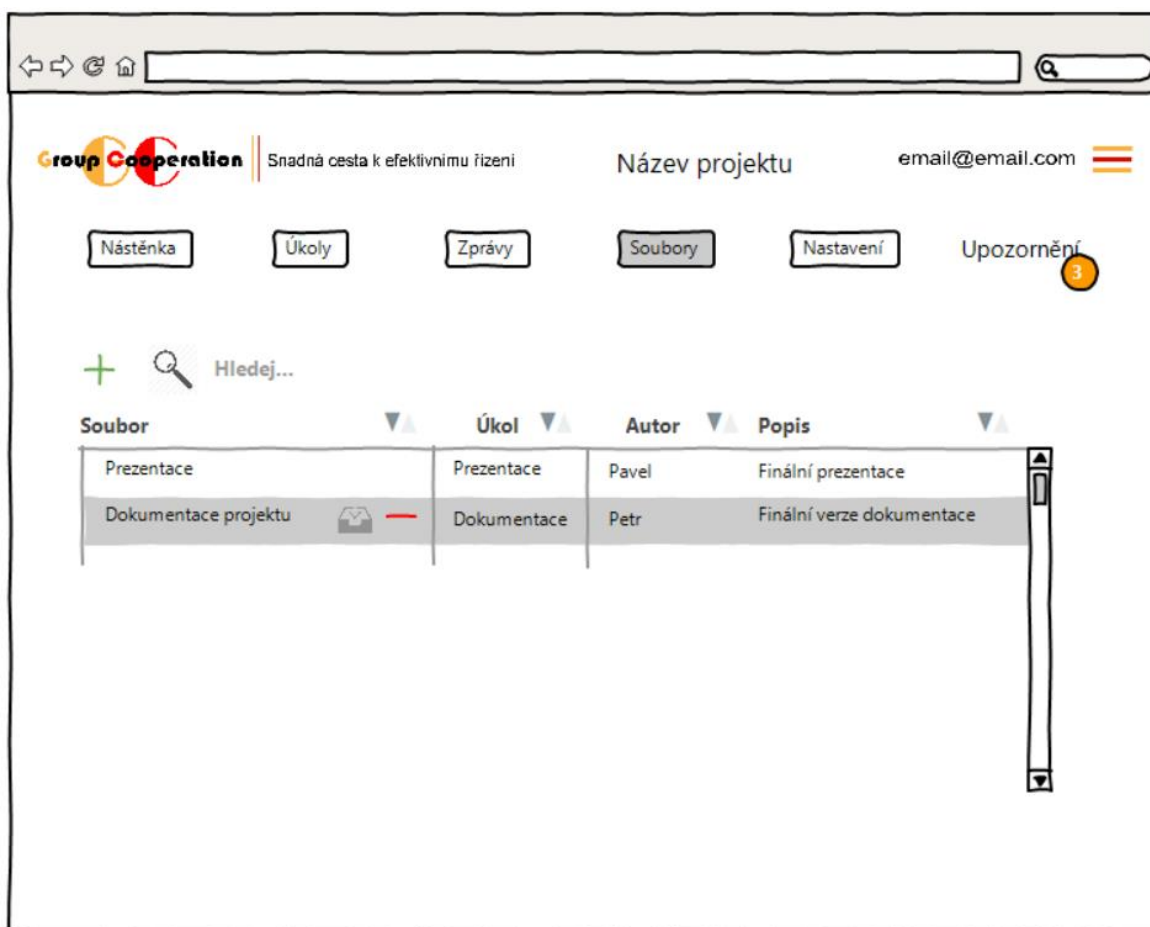 Group Cooperation Snadná cesta k efektivnímu řízení Název projektu email@email.com
Nástěnka Úkoly Zprávy Soubory Nastavení Upozornění 3
Hledej...
Soubor Úkol Autor Popis
Prezentace Prezentace Pavel Finální prezentace
Dokumentace projektu Dokumentace Petr Finální verze dokumentace